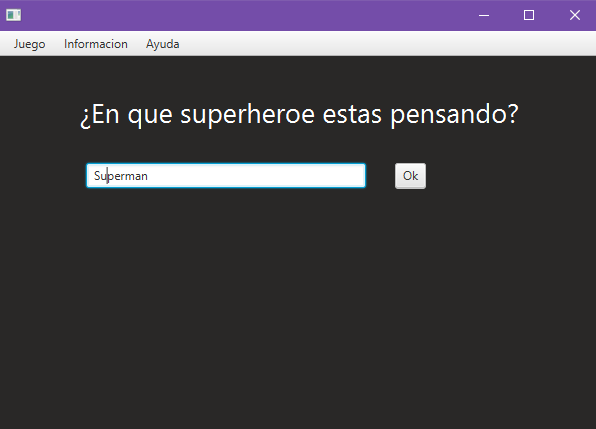 Juego Informacion Ayuda
¿En que superheroe estas pensando?
Superman Ok